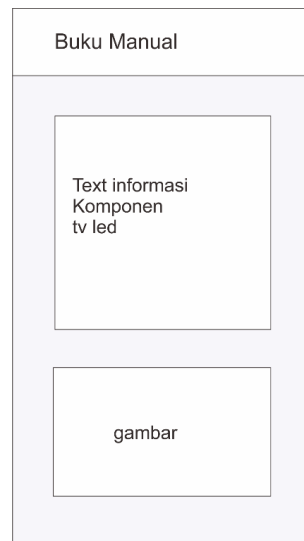 Buku Manual
Text informasi
Komponen
tv led
gambar